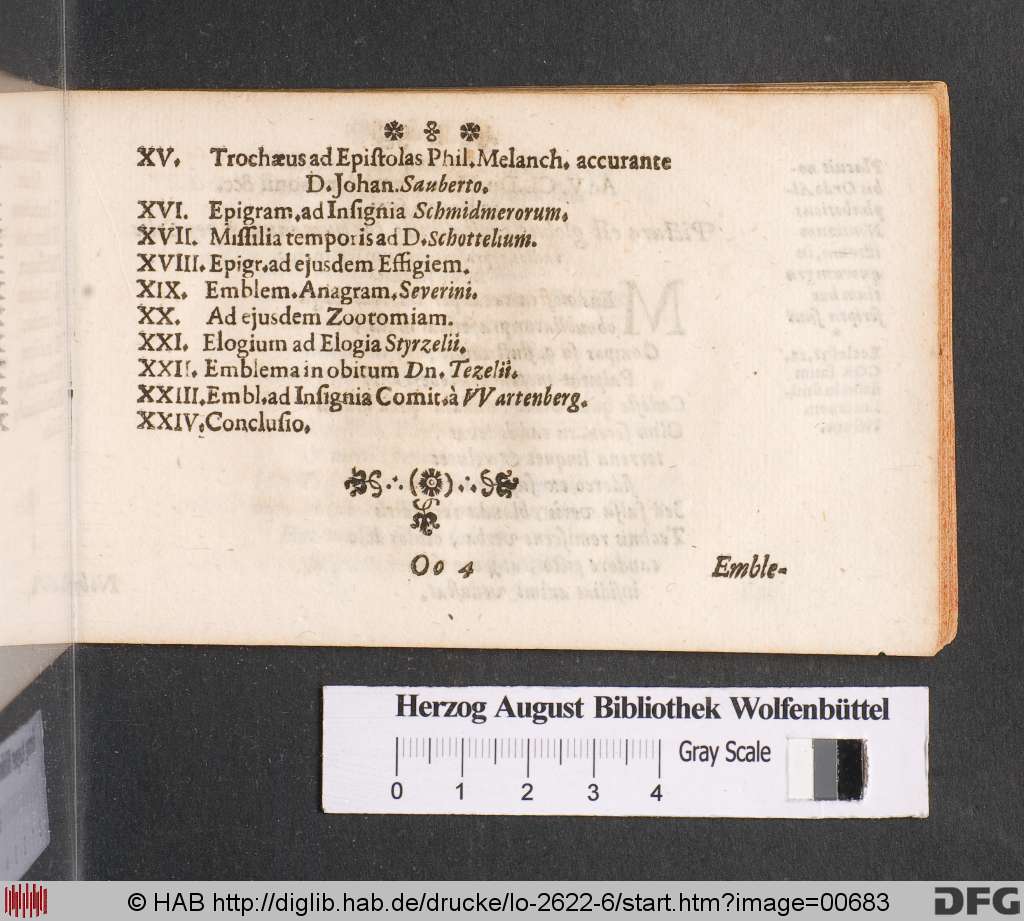 XV. Trochæus ad Epiſtolas Phil. Melanch. accurante
D. Johan. Sauberto.
XVI. Epigram. ad Inſignia Schmidmerorum.
XVII. Miſſilia temporis ad D. Schottelium.
XVIII. Epigr. ad ejusdem Effigiem.
XIX. Emblem. Anagram. Severini.
XX. Ad ejusdem Zootomiam.
XXI. Elogium ad Elogia Styrzelii.
XXII. Emblema in obitum Dn. Tezelii.
XXIII. Embl. ad Inſignia Comit. à VVartenberg.
XXIV. Concluſio.
Oo 4 Emble-
Herzog August Bibliothek Wolfenbüttel
Gray Scale
0 1 2 3 4
© HAB http://diglib.hab.de/drucke/lo-2622-6/start.htm?image=00683
DFG